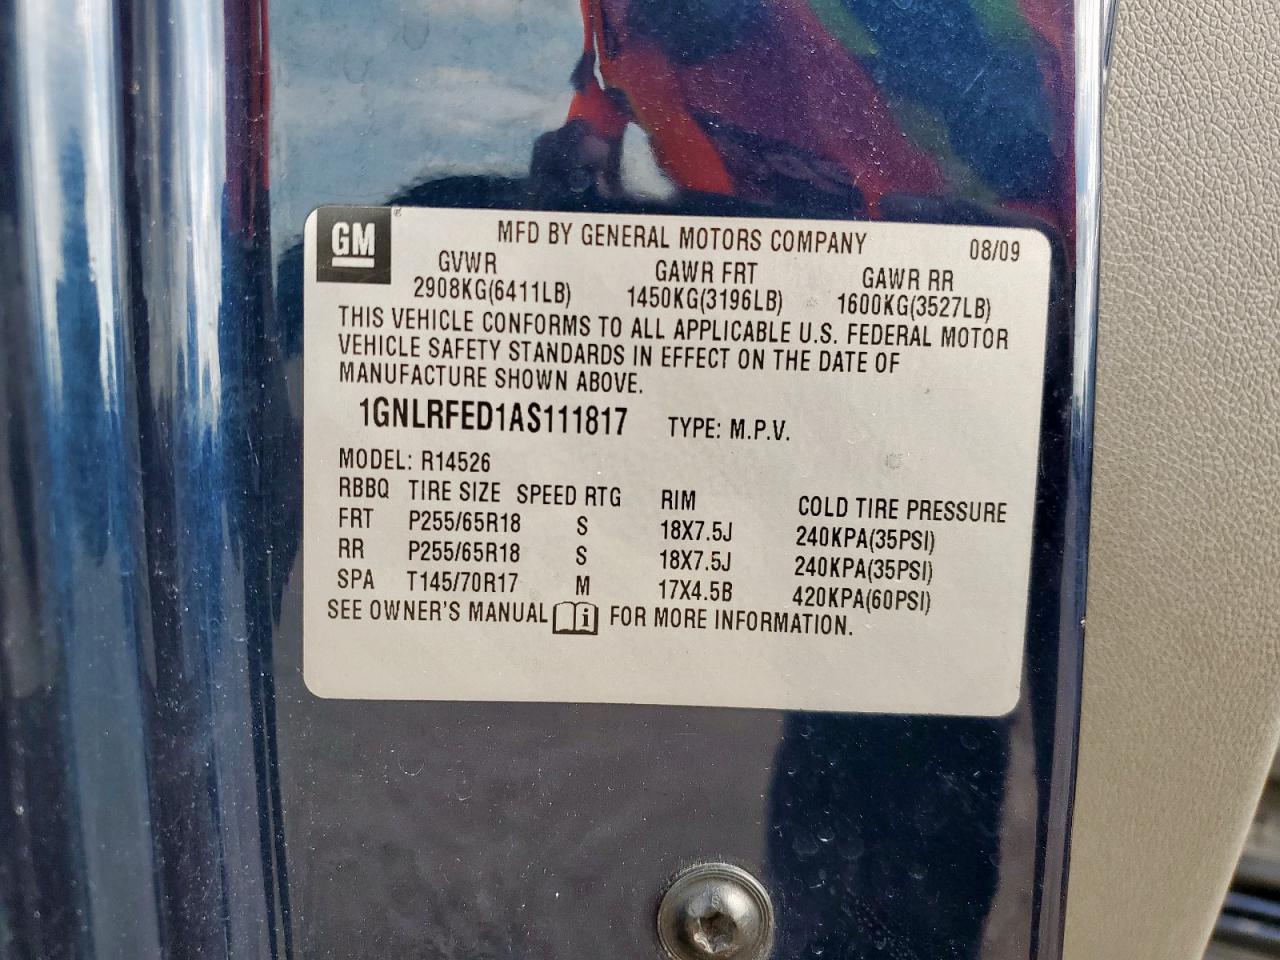 GM® MFD BY GENERAL MOTORS COMPANY 08/09
GVWR GAWR FRT GAWR RR
2908KG(6411LB) 1450KG(3196LB) 1600KG(3527LB)
THIS VEHICLE CONFORMS TO ALL APPLICABLE U.S. FEDERAL MOTOR
VEHICLE SAFETY STANDARDS IN EFFECT ON THE DATE OF
MANUFACTURE SHOWN ABOVE.
1GNLRFED1AS111817 TYPE: M.P.V.
MODEL: R14526
RBBQ TIRE SIZE SPEED RTG RIM COLD TIRE PRESSURE
FRT P255/65R18 S 18X7.5J 240KPA(35PSI)
RR P255/65R18 S 18X7.5J 240KPA(35PSI)
SPA T145/70R17 M 17X4.5B 420KPA(60PSI)
SEE OWNER'S MANUAL i FOR MORE INFORMATION.